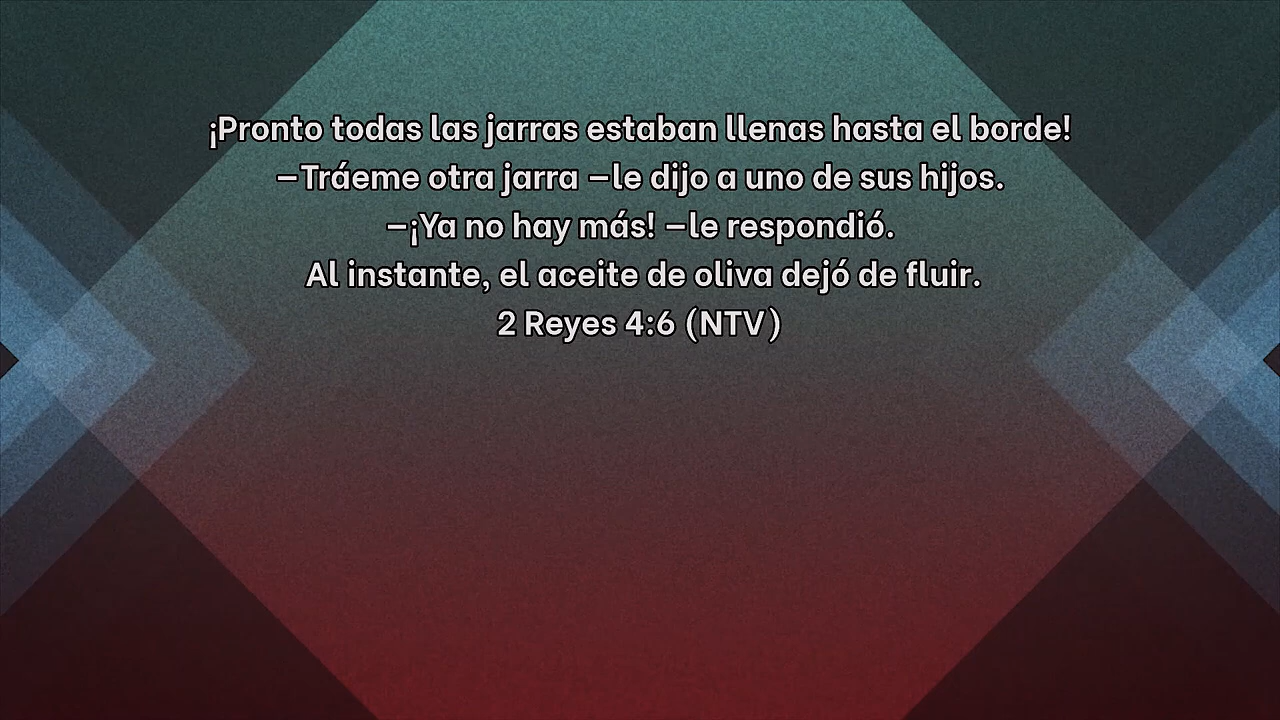 ¡Pronto todas las jarras estaban llenas hasta el borde!
—Tráeme otra jarra —le dijo a uno de sus hijos.
—¡Ya no hay más! —le respondió.
Al instante, el aceite de oliva dejó de fluir.
2 Reyes 4:6 (NTV)